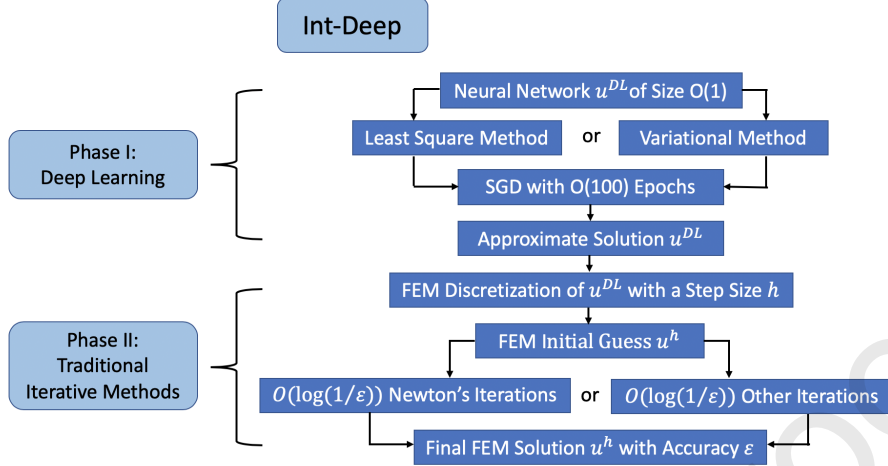 Int-Deep
Neural Network u^{DL} of Size O(1)
Least Square Method or Variational Method
Phase I:
Deep Learning
SGD with O(100) Epochs
Approximate Solution u^{DL}
FEM Discretization of u^{DL} with a Step Size h
Phase II:
Traditional
Iterative Methods
FEM Initial Guess u^h
O(log(1/ε)) Newton's Iterations or O(log(1/ε)) Other Iterations
Final FEM Solution u^h with Accuracy ε